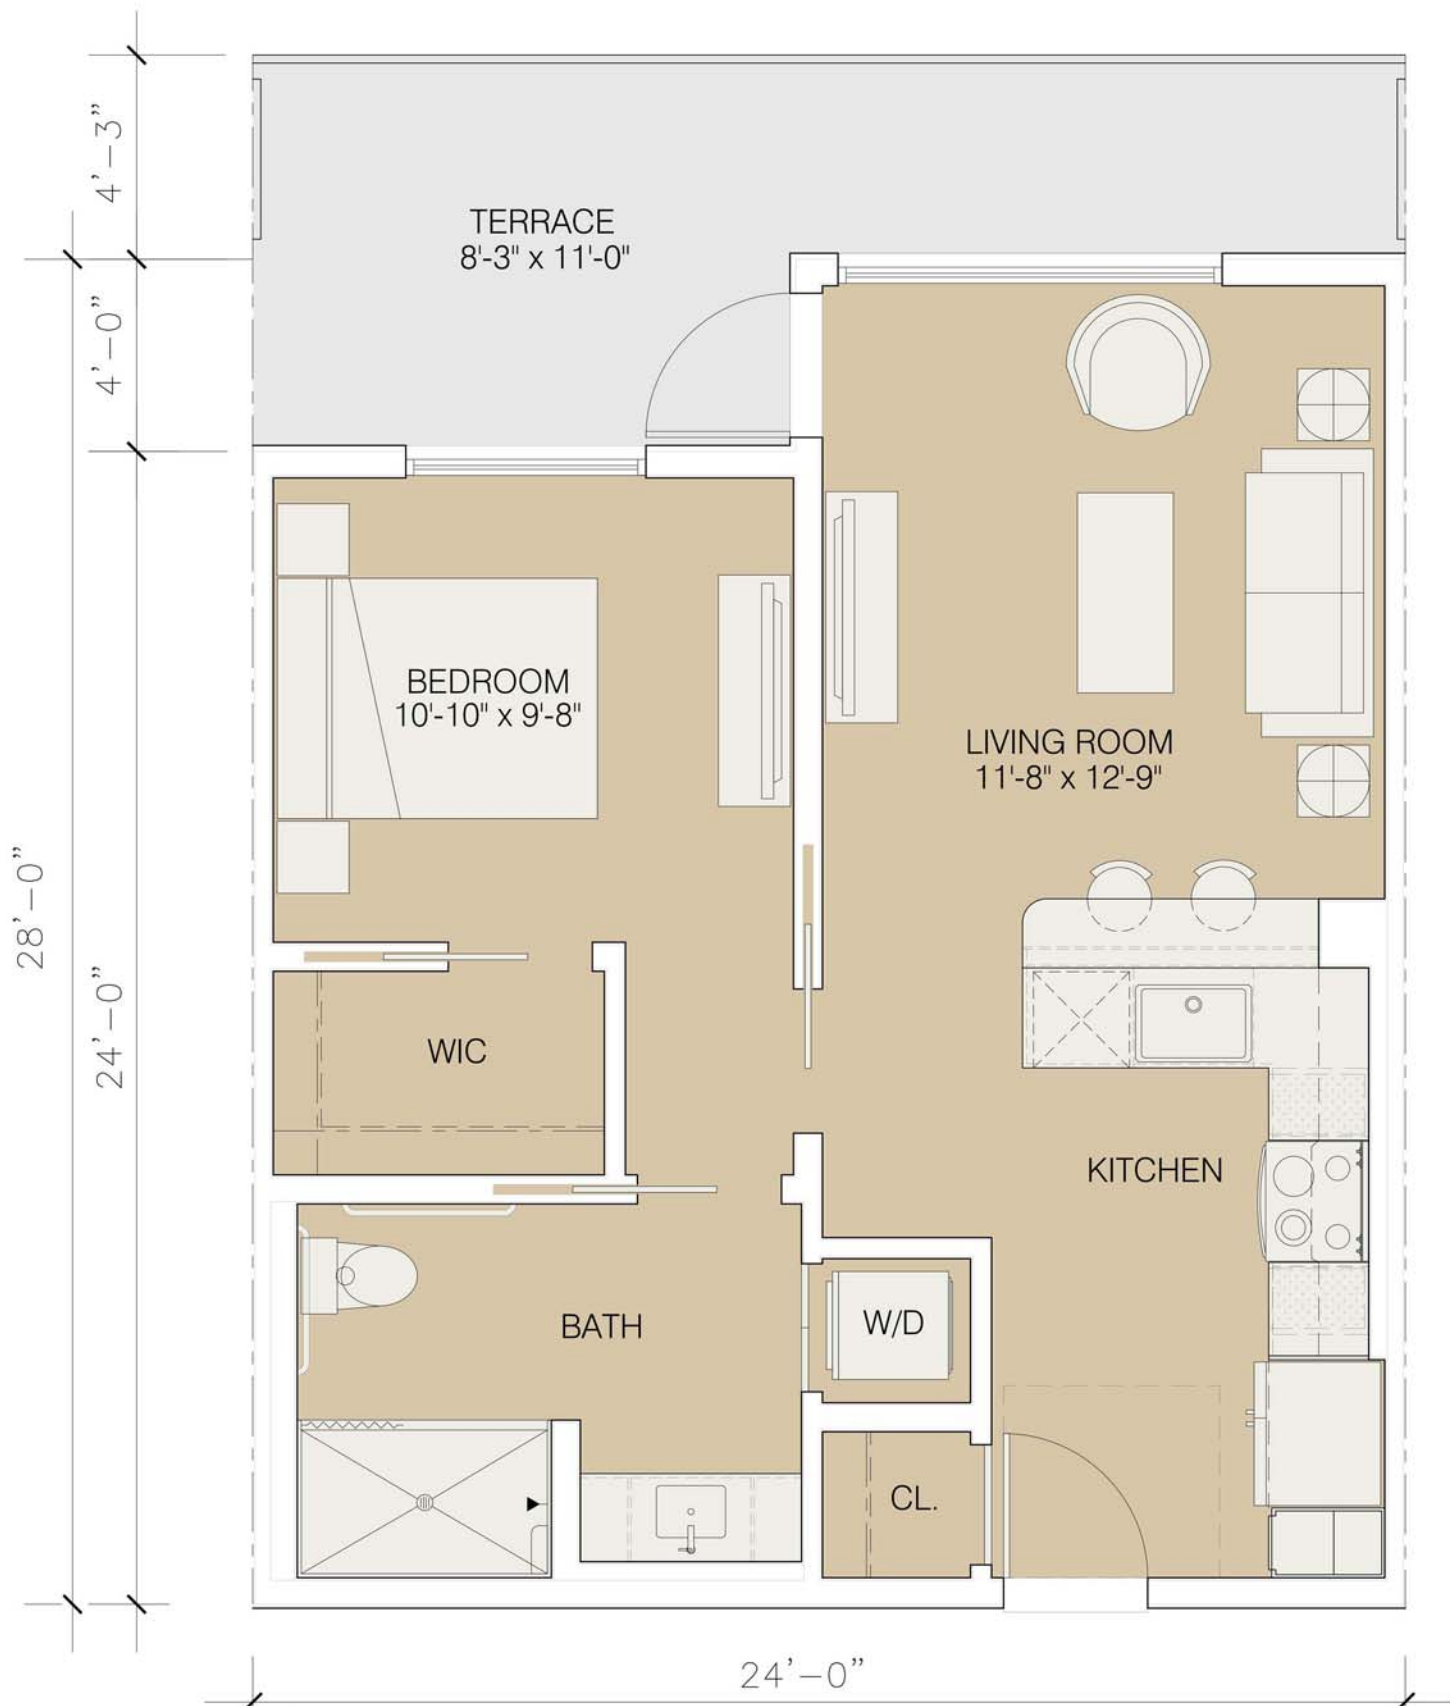 4'-3"
TERRACE
8'-3" x 11'-0"
4'-0"
BEDROOM
10'-10" x 9'-8"
LIVING ROOM
11'-8" x 12'-9"
28'-0"
24'-0"
WIC
KITCHEN
BATH
W/D
CL.
24'-0"